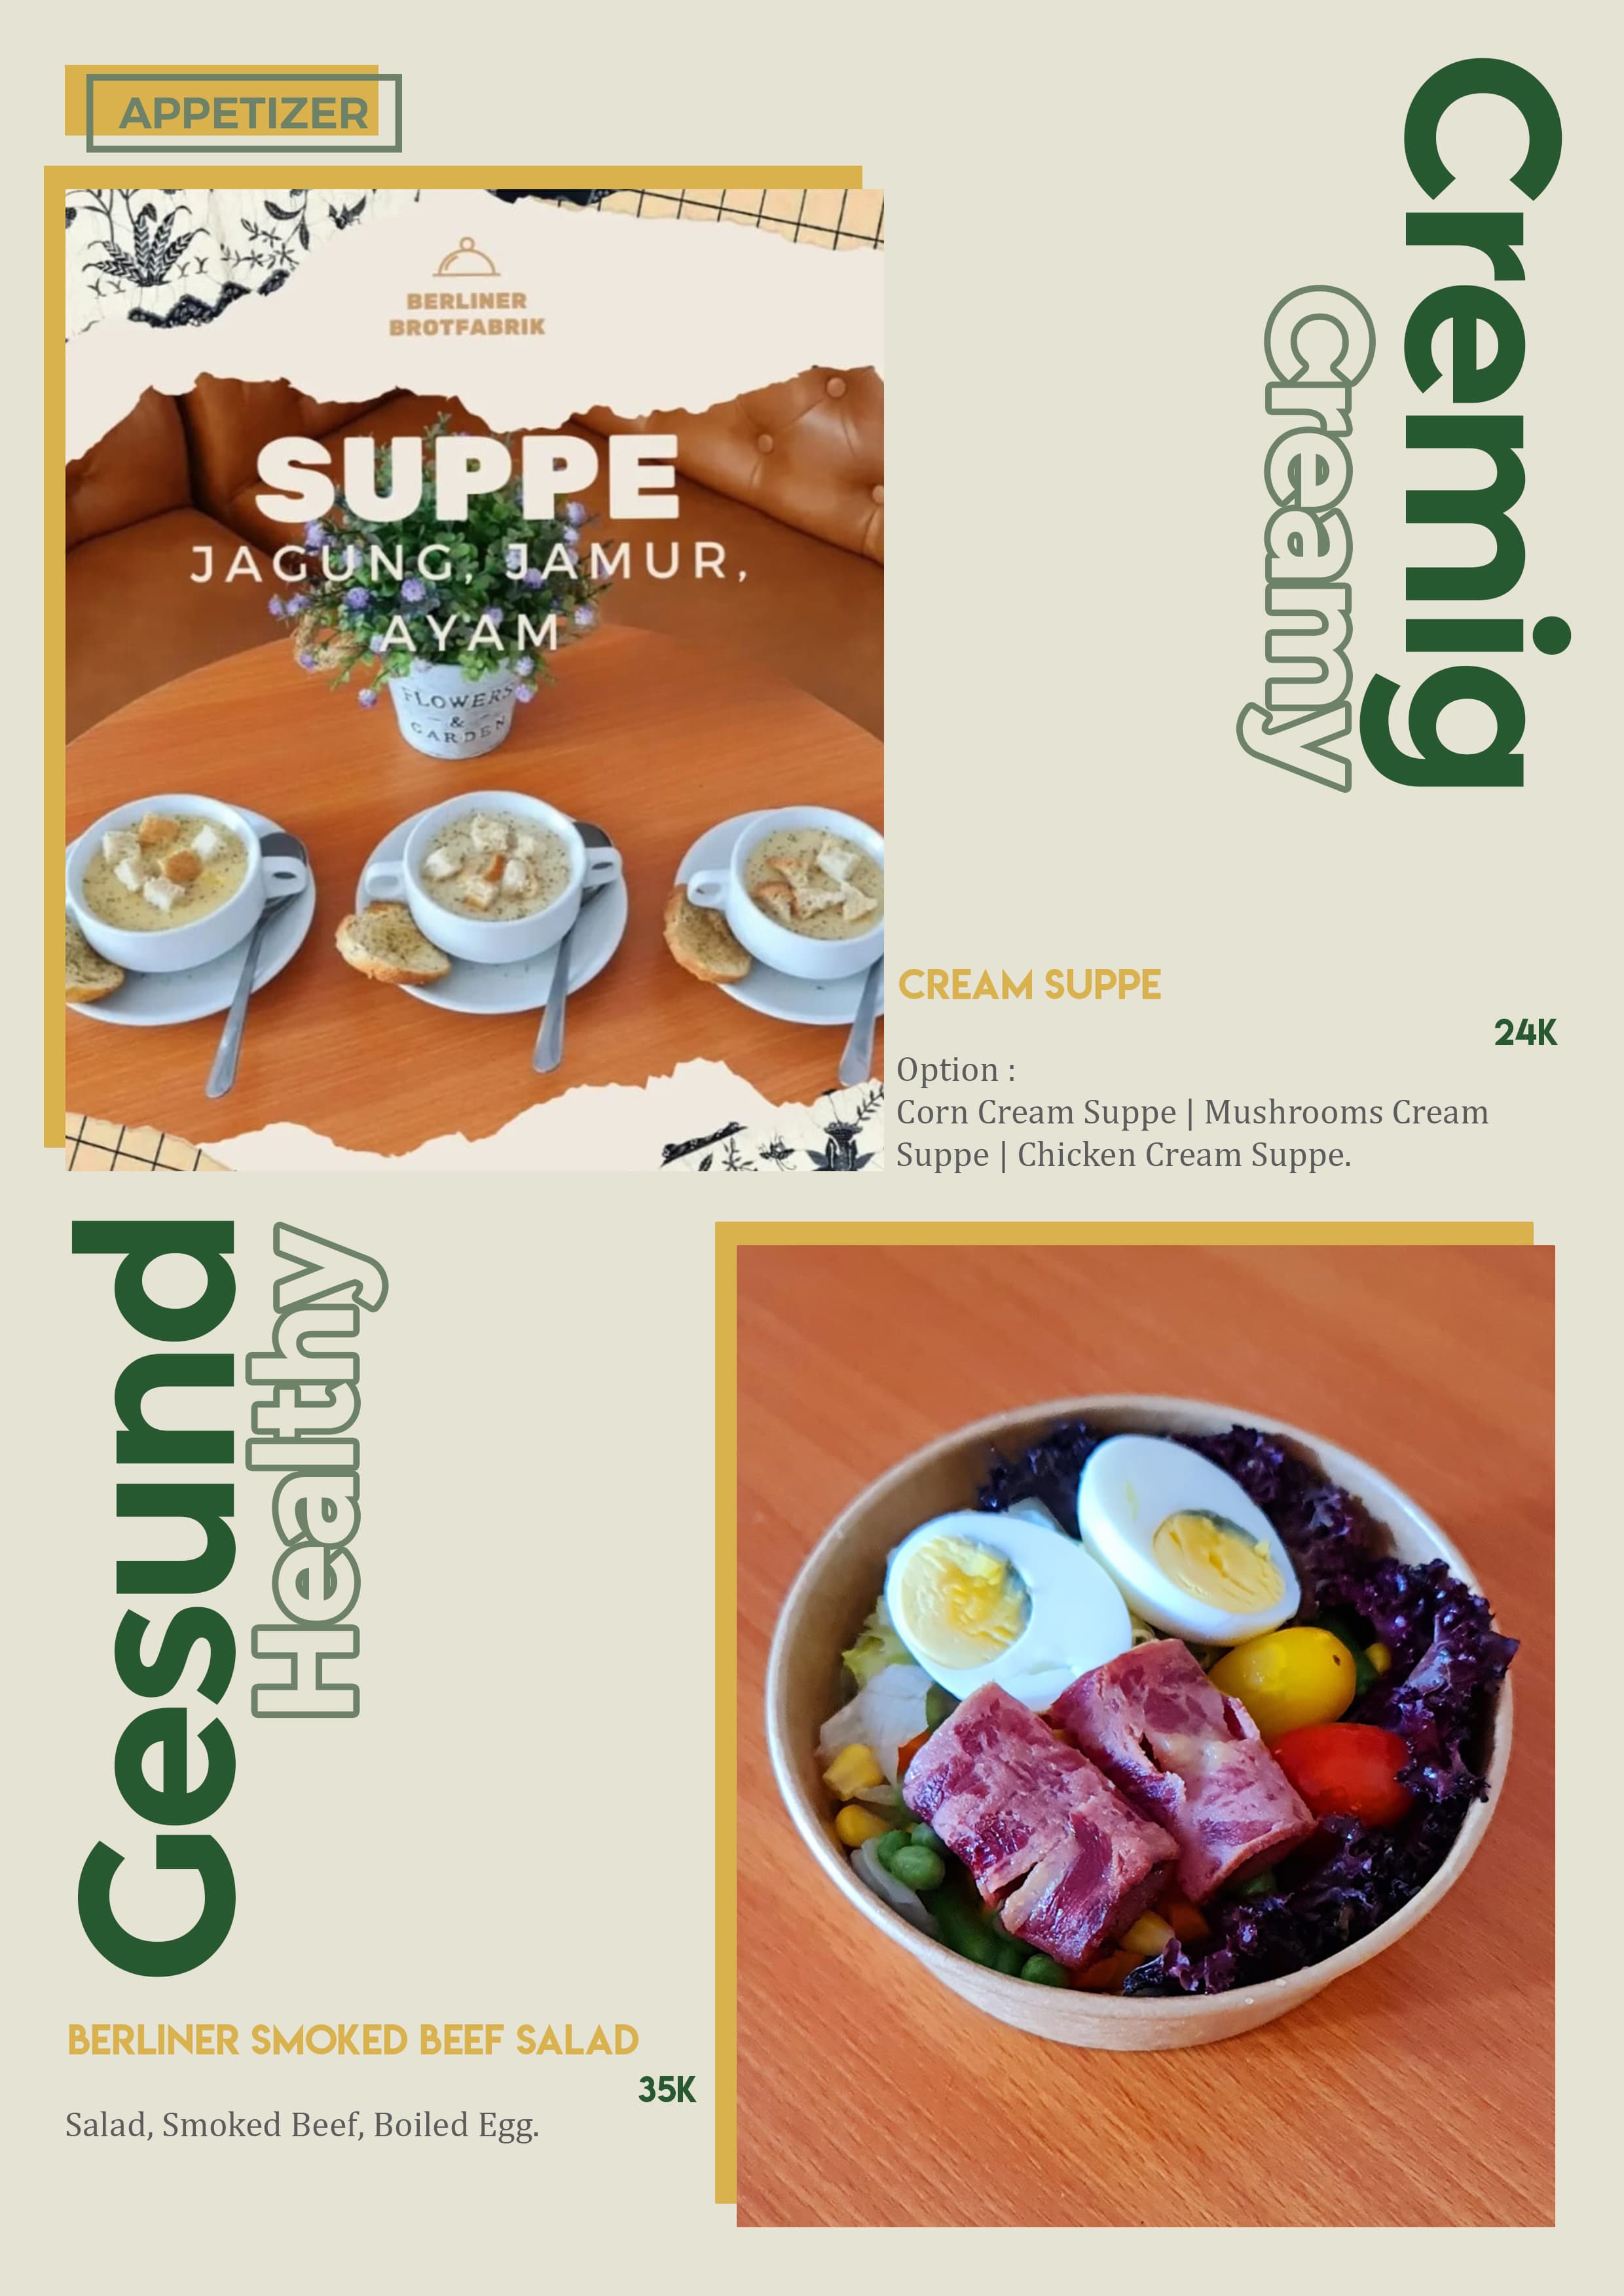 APPETIZER
BERLINER
BROTFABRIK
SUPPE
JAGUNG, JAMUR,
AYAM
FLOWERS
&
GARDEN
Cremig
Creamy
CREAM SUPPE
24K
Option :
Corn Cream Suppe | Mushrooms Cream
Suppe | Chicken Cream Suppe.
Gesund
Healthy
BERLINER SMOKED BEEF SALAD
35K
Salad, Smoked Beef, Boiled Egg.